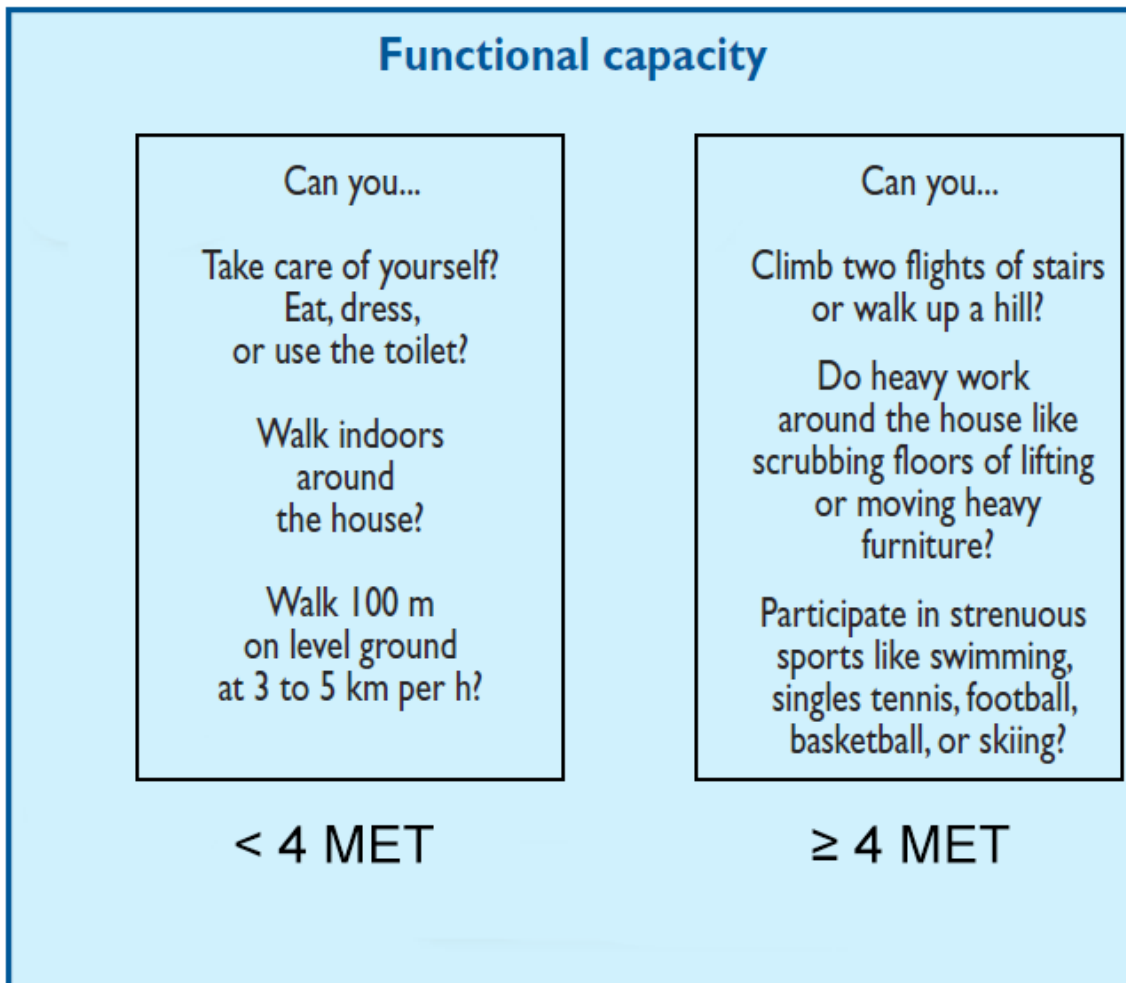 Functional capacity
Can you...
Take care of yourself?
Eat, dress,
or use the toilet?
Walk indoors
around
the house?
Walk 100 m
on level ground
at 3 to 5 km per h?
< 4 MET
Can you...
Climb two flights of stairs
or walk up a hill?
Do heavy work
around the house like
scrubbing floors of lifting
or moving heavy
furniture?
Participate in strenuous
sports like swimming,
singles tennis, football,
basketball, or skiing?
≥ 4 MET